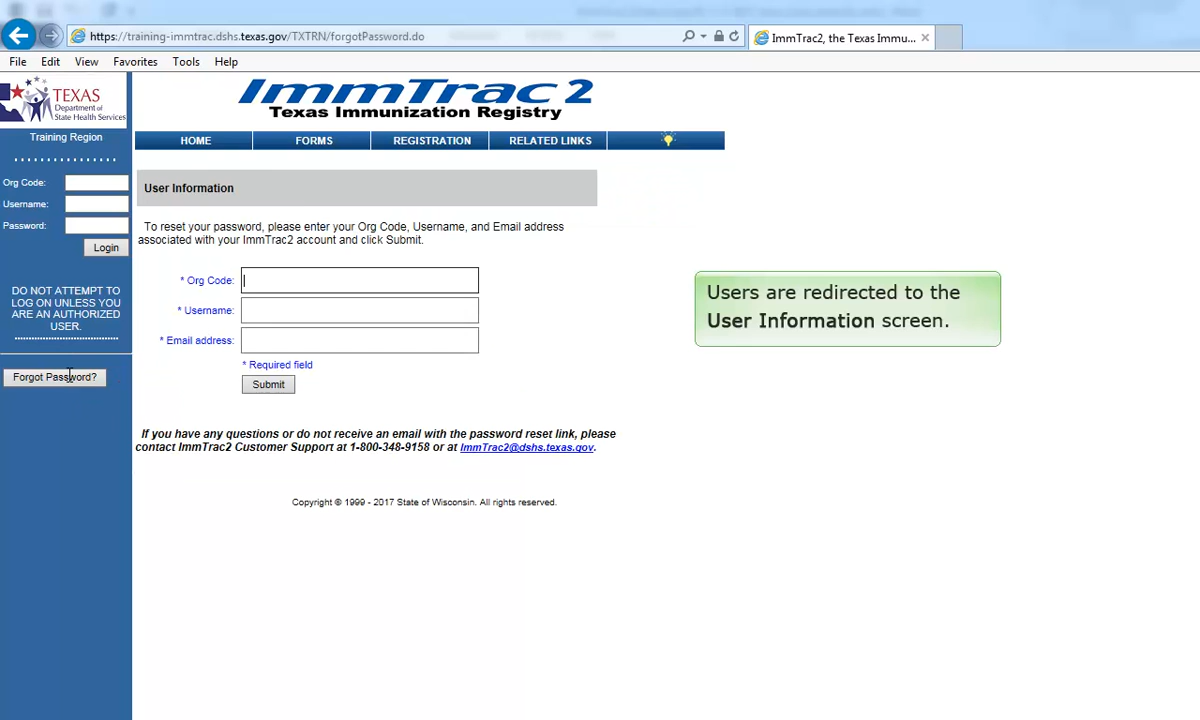 https://training-immtrac.dshs.texas.gov/TXTRN/forgotPassword.do
ImmTrac2, the Texas Immu...
File Edit View Favorites Tools Help
TEXAS
Department of
State Health Services
Training Region
Org Code:
Username:
Password:
Login
DO NOT ATTEMPT TO
LOG ON UNLESS YOU
ARE AN AUTHORIZED
USER.
Forgot Password?
ImmTrac2
Texas Immunization Registry
HOME FORMS REGISTRATION RELATED LINKS
User Information
To reset your password, please enter your Org Code, Username, and Email address
associated with your ImmTrac2 account and click Submit.
* Org Code:
* Username:
* Email address:
* Required field
Submit
If you have any questions or do not receive an email with the password reset link, please
contact ImmTrac2 Customer Support at 1-800-348-9158 or at ImmTrac2@dshs.texas.gov.
Copyright © 1999 - 2017 State of Wisconsin. All rights reserved.
Users are redirected to the
User Information screen.